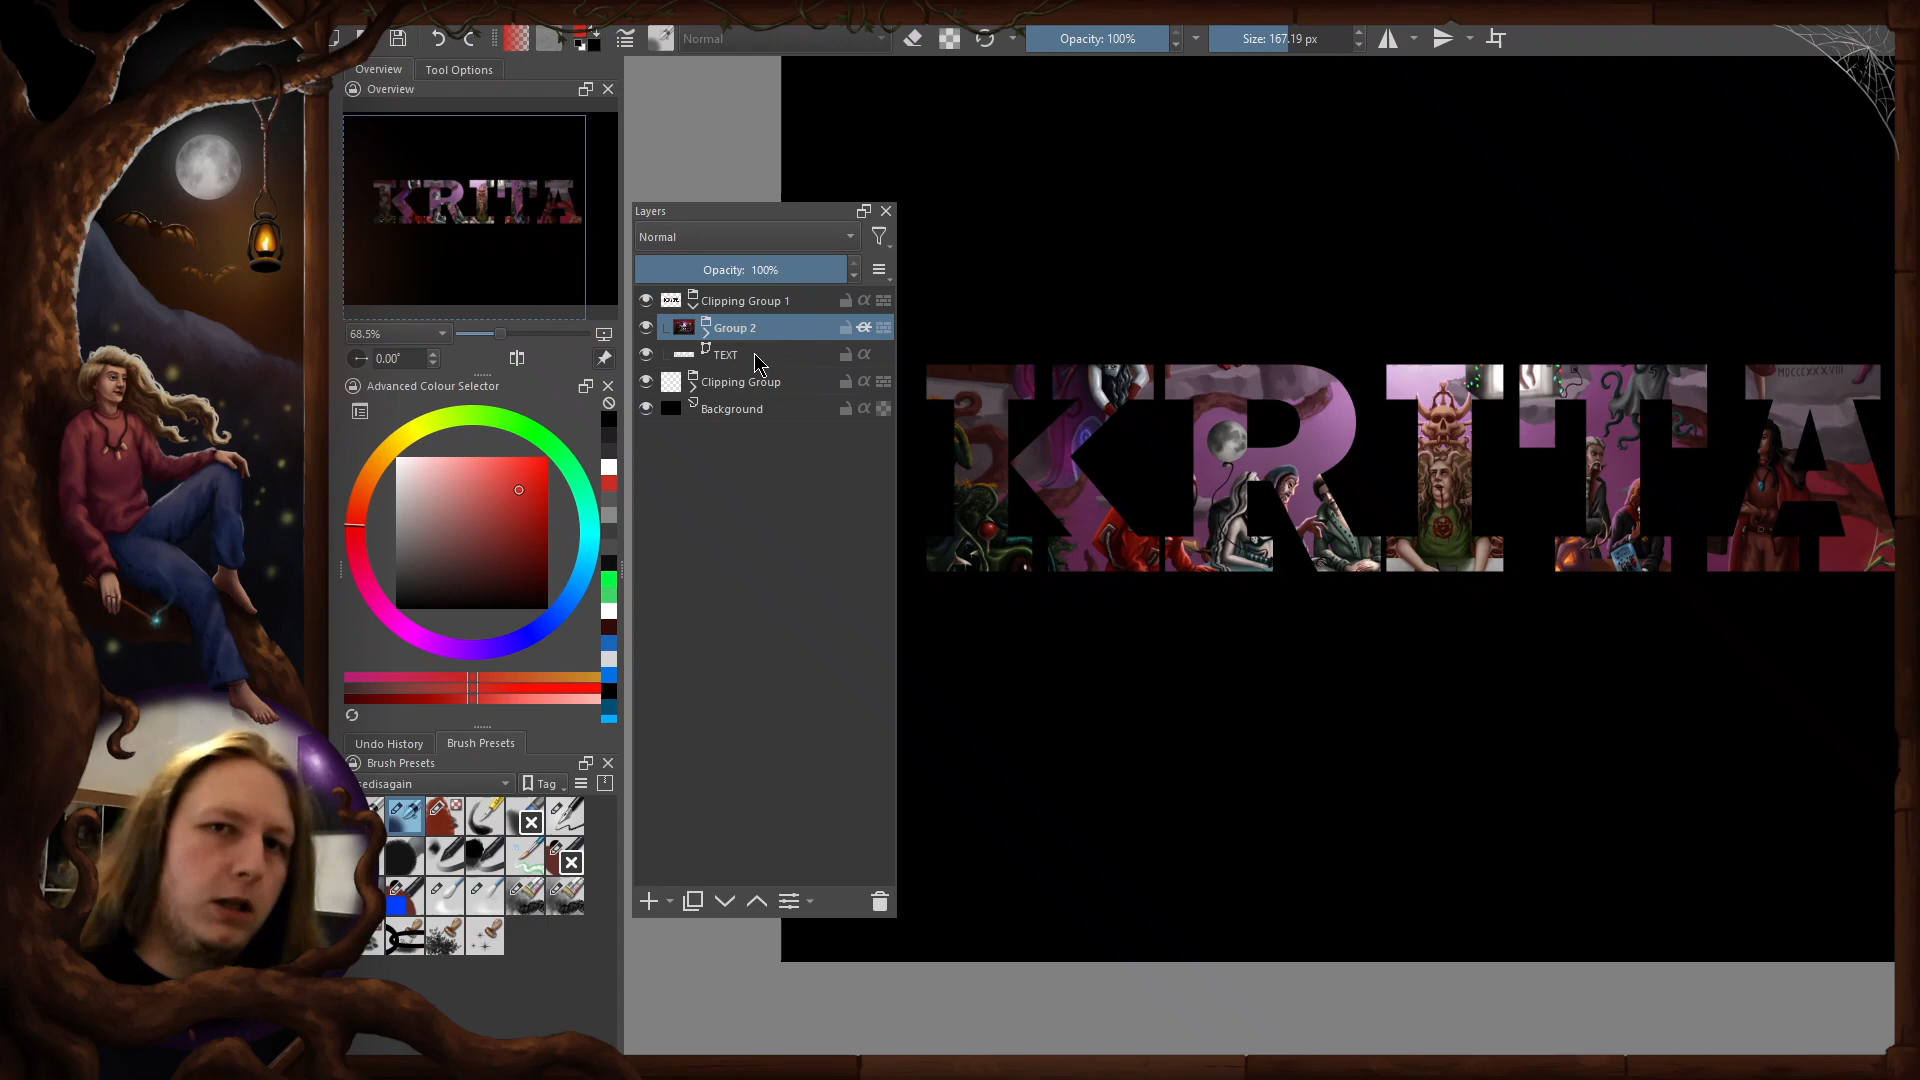 Normal
Opacity: 100%
Size: 167.19 px
Overview
Tool Options
Overview
KRITA
68.5%
0.00°
Advanced Colour Selector
Undo History
Brush Presets
Brush Presets
sedisagain
Tag
Layers
Normal
Opacity: 100%
Clipping Group 1
Group 2
TEXT
Clipping Group
Background
KRITA
MDCCCXXXVIII